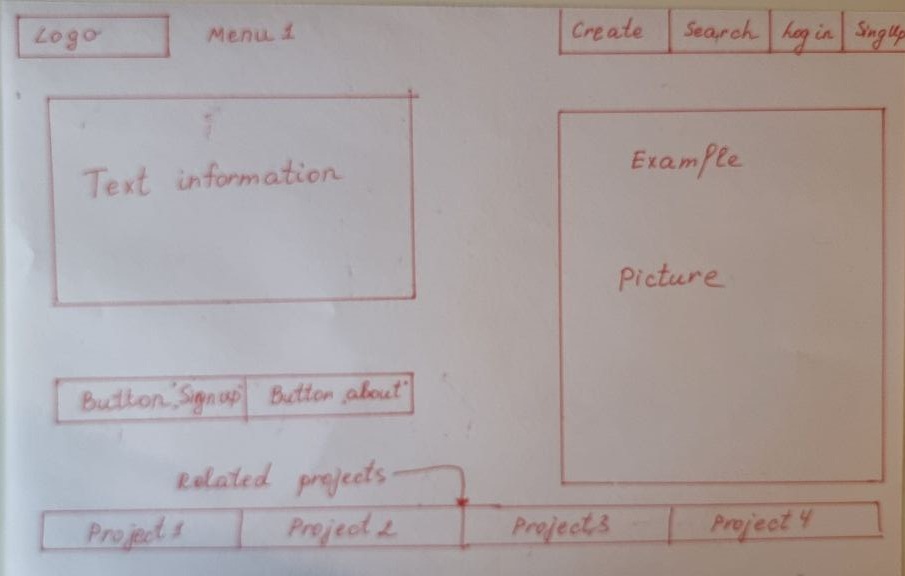 Logo Menu 1 Create Search Log in Sing Up
Text information
Example
Picture
Button "Sign up" Button "about"
Related projects
Project 1 Project 2 Project 3 Project 4